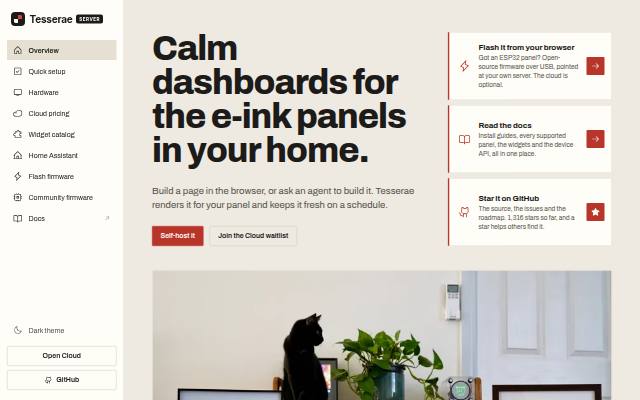 Tesserae SERVER
Overview
Quick setup
Hardware
Cloud pricing
Widget catalog
Home Assistant
Flash firmware
Community firmware
Docs
Dark theme
Open Cloud
GitHub
Calm
dashboards for
the e-ink panels
in your home.
Build a page in the browser, or ask an agent to build it. Tesserae
renders it for your panel and keeps it fresh on a schedule.
Self-host it
Join the Cloud waitlist
Flash it from your browser
Got an ESP32 panel? Open-
source firmware over USB, pointed
at your own server. The cloud is
optional.
Read the docs
Install guides, every supported
panel, the widgets and the device
API, all in one place.
Star it on GitHub
The source, the issues and the
roadmap. 1,316 stars so far, and a
star helps others find it.